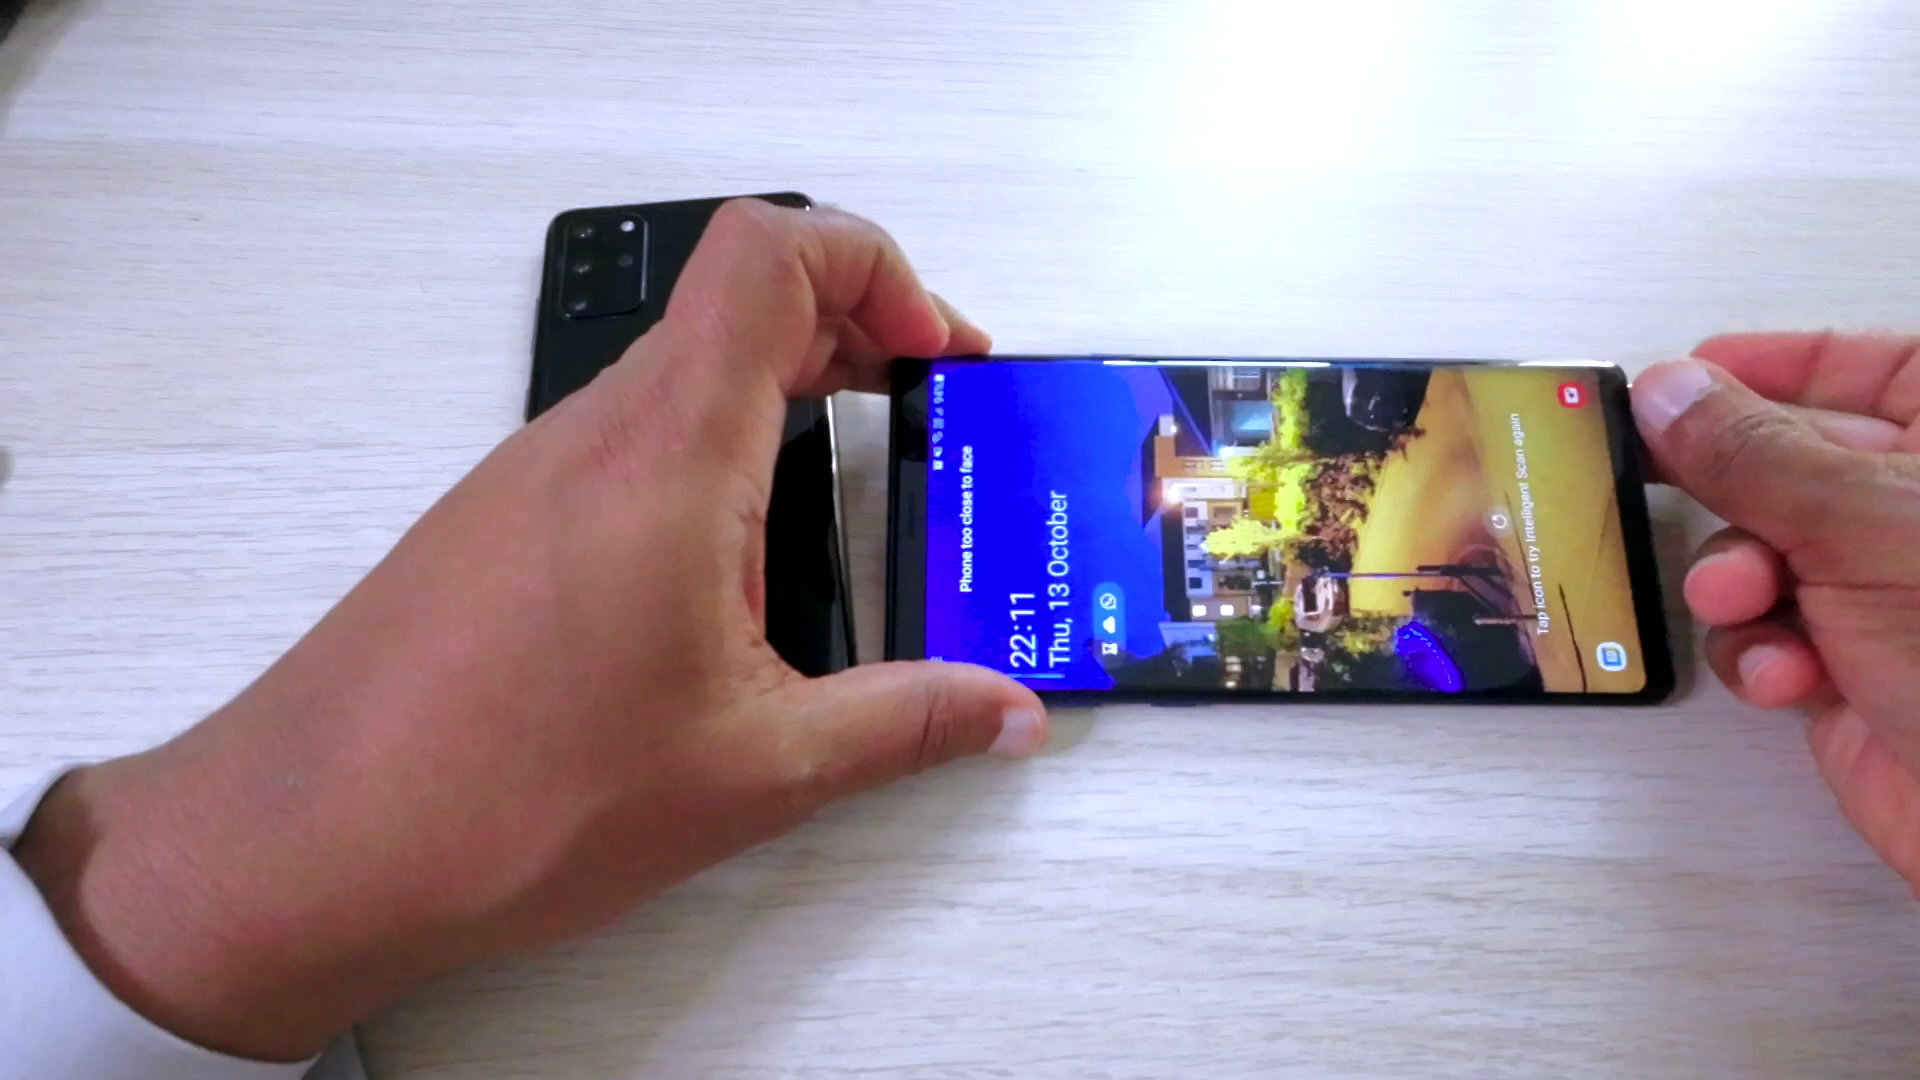 Phone too close to face
22:11
Thu, 13 October
Tap icon to try Intelligent Scan again